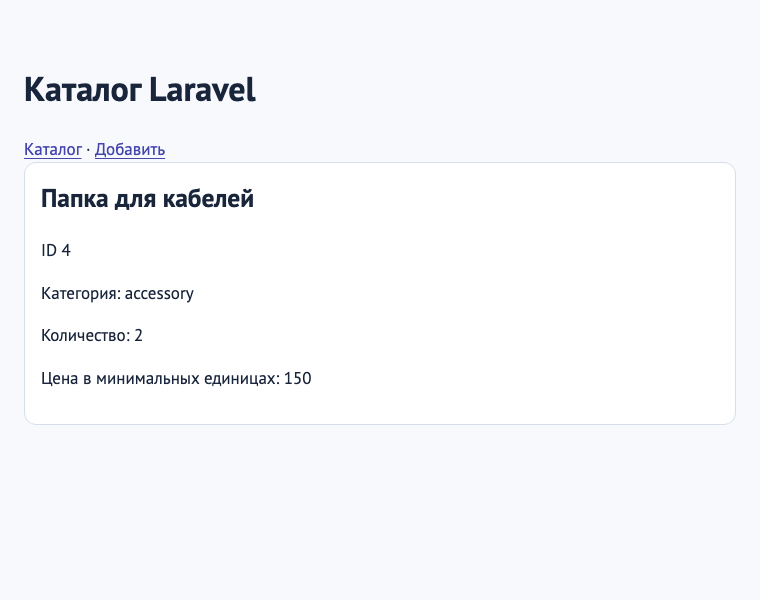 Каталог Laravel
Каталог · Добавить
Папка для кабелей
ID 4
Категория: accessory
Количество: 2
Цена в минимальных единицах: 150